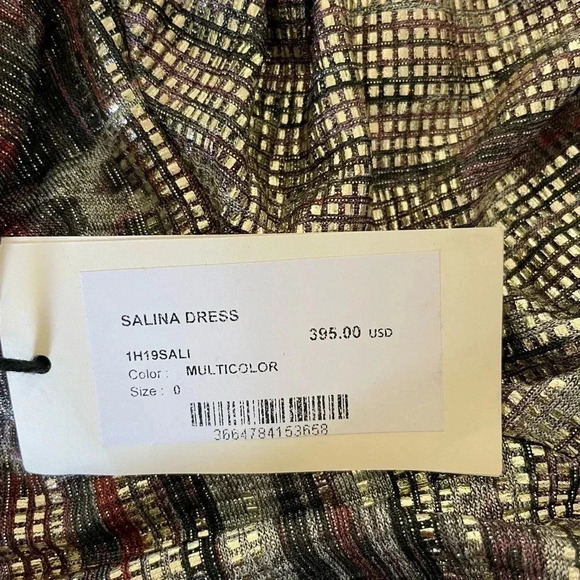 SALINA DRESS
395.00 USD
1H19SALI
Color : MULTICOLOR
Size : 0
3664784153658